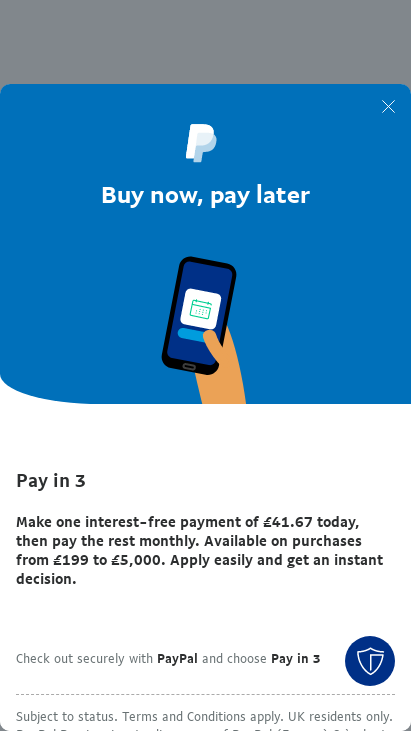 Buy now, pay later
Pay in 3
Make one interest-free payment of £41.67 today,
then pay the rest monthly. Available on purchases
from £199 to £5,000. Apply easily and get an instant
decision.
Check out securely with PayPal and choose Pay in 3
Subject to status. Terms and Conditions apply. UK residents only.